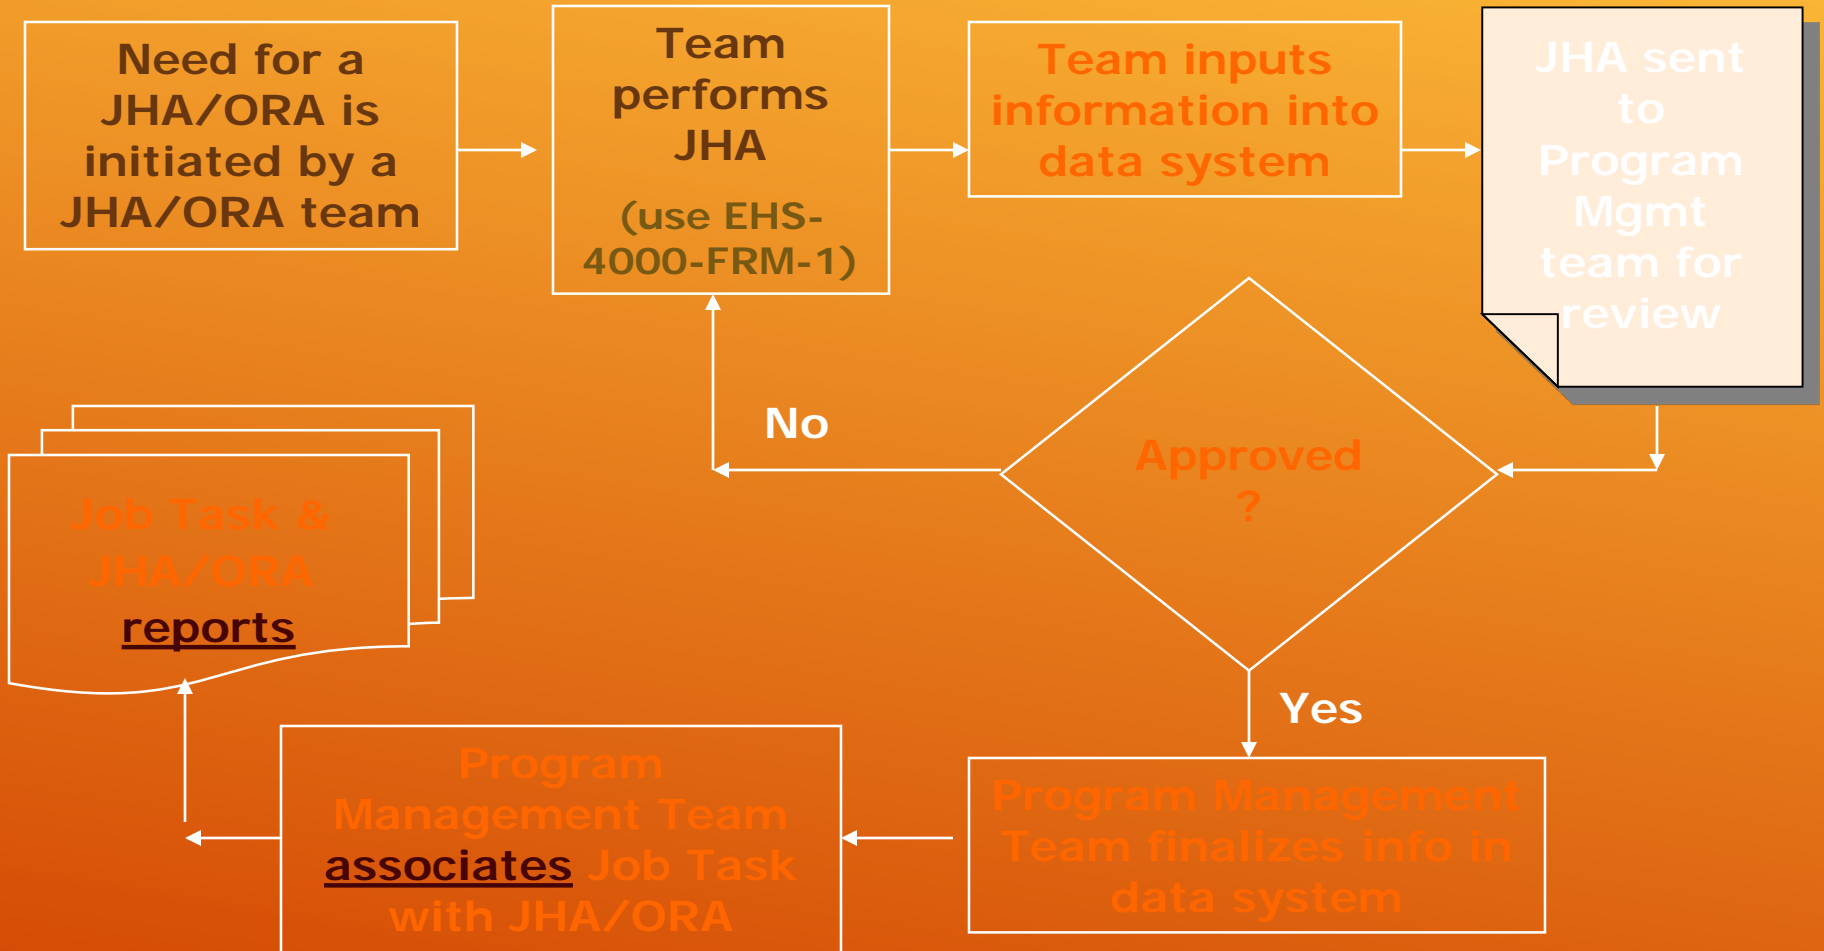 Need for a
JHA/ORA is
initiated by a
JHA/ORA team
Team
performs
JHA
(use EHS-
4000-FRM-1)
Team inputs
information into
data system
JHA sent
to
Program
Mgmt
team for
review
Approved
?
No
Yes
Program Management
Team finalizes info in
data system
Program
Management Team
associates Job Task
with JHA/ORA
Job Task &
JHA/ORA
reports